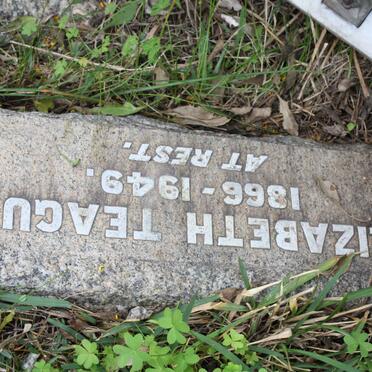 IZABETH TEAGU
1866 - 1949.
AT REST.